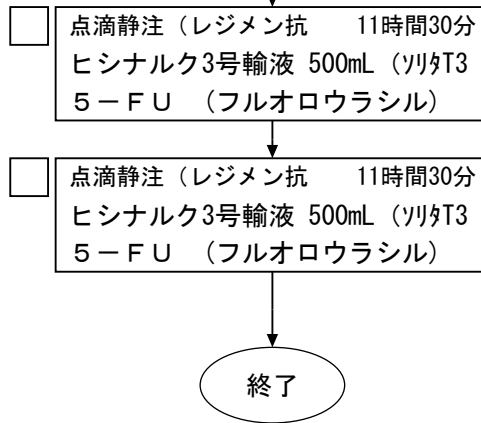 点滴静注（レジメン抗　　11時間30分
ヒシナルク3号輸液 500mL（ｿﾘﾀT3
５－ＦＵ　（フルオロウラシル）
点滴静注（レジメン抗　　11時間30分
ヒシナルク3号輸液 500mL（ｿﾘﾀT3
５－ＦＵ　（フルオロウラシル）
終了